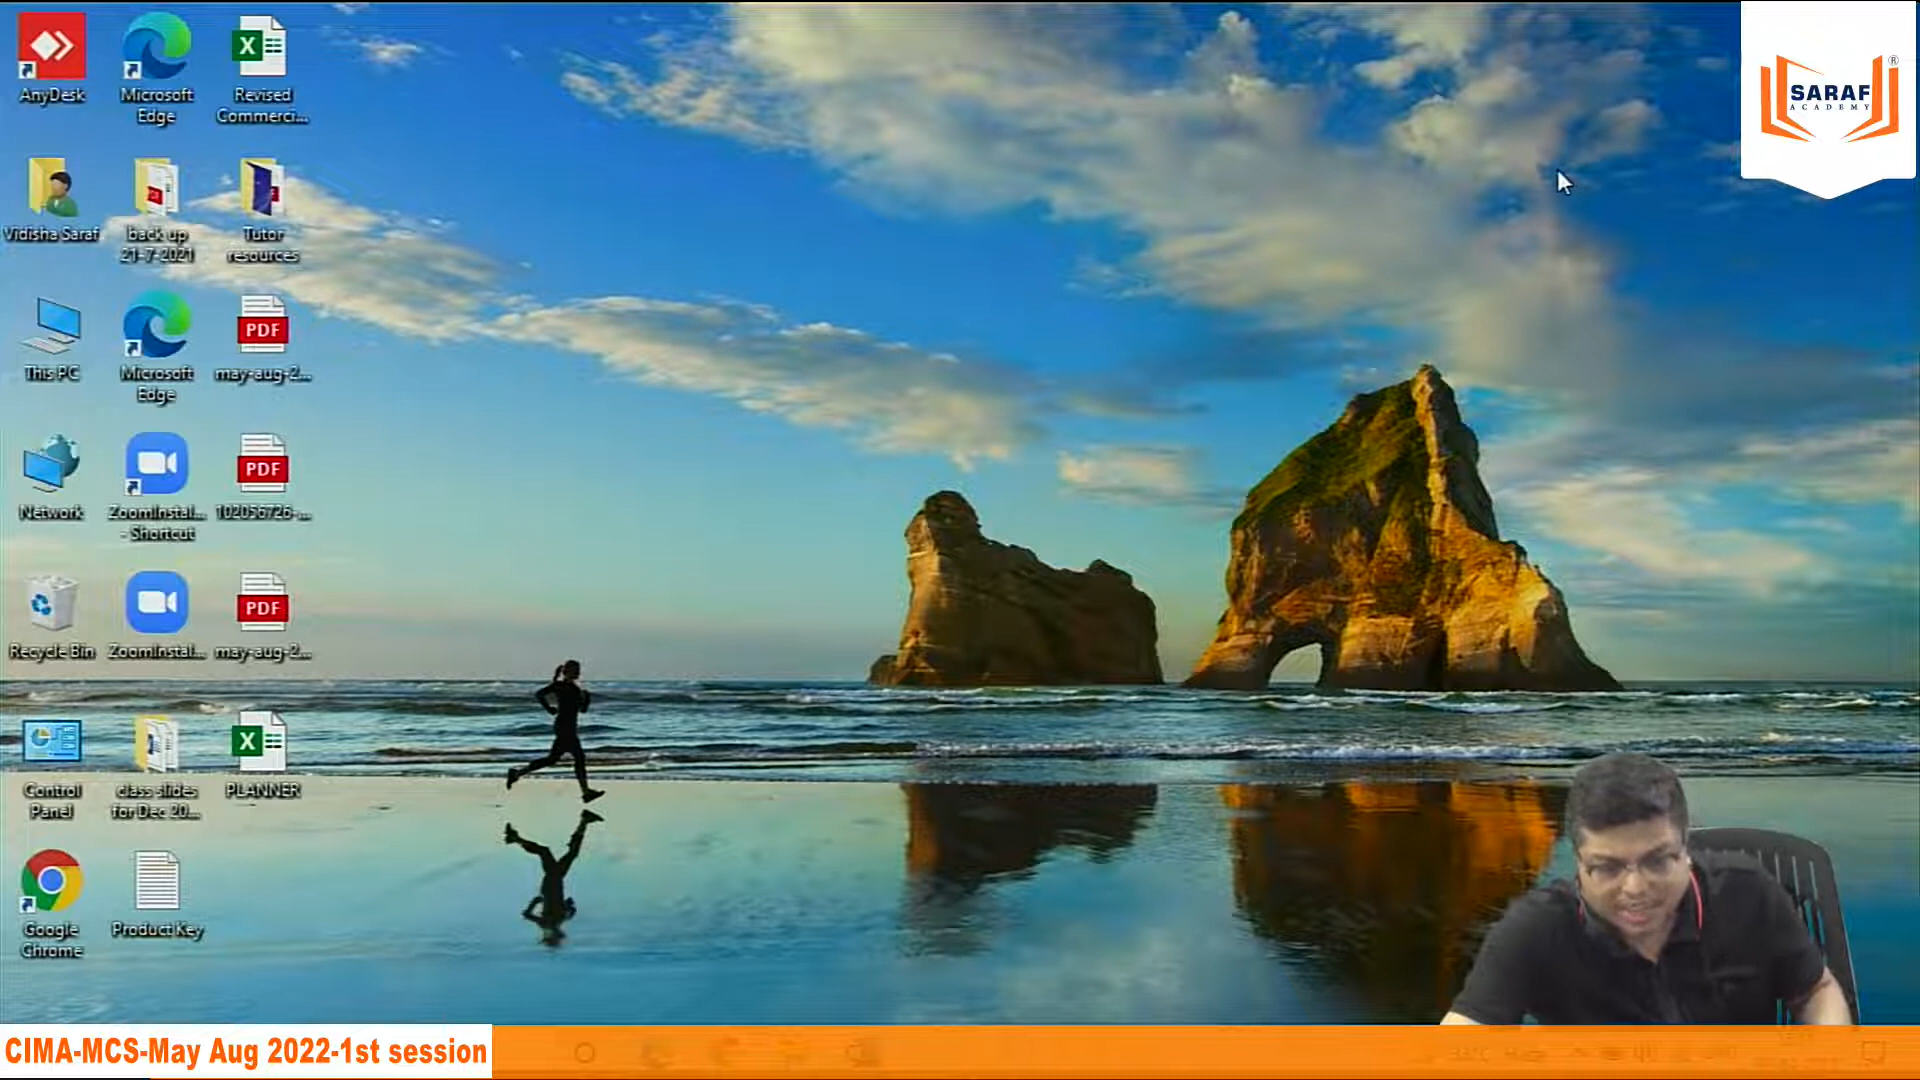 AnyDesk
Microsoft
Edge
Revised
Commerci...
SARAF
ACADEMY
®
Vidisha Saraf
back up
21-7-2021
Tutor
resources
This PC
Microsoft
Edge
PDF
may-aug-2...
Network
ZoomInstal...
- Shortcut
PDF
102056726-...
Recycle Bin
ZoomInstal...
PDF
may-aug-2...
Control
Panel
class slides
for Dec 20...
PLANNER
Google
Chrome
Product Key
CIMA-MCS-May Aug 2022-1st session